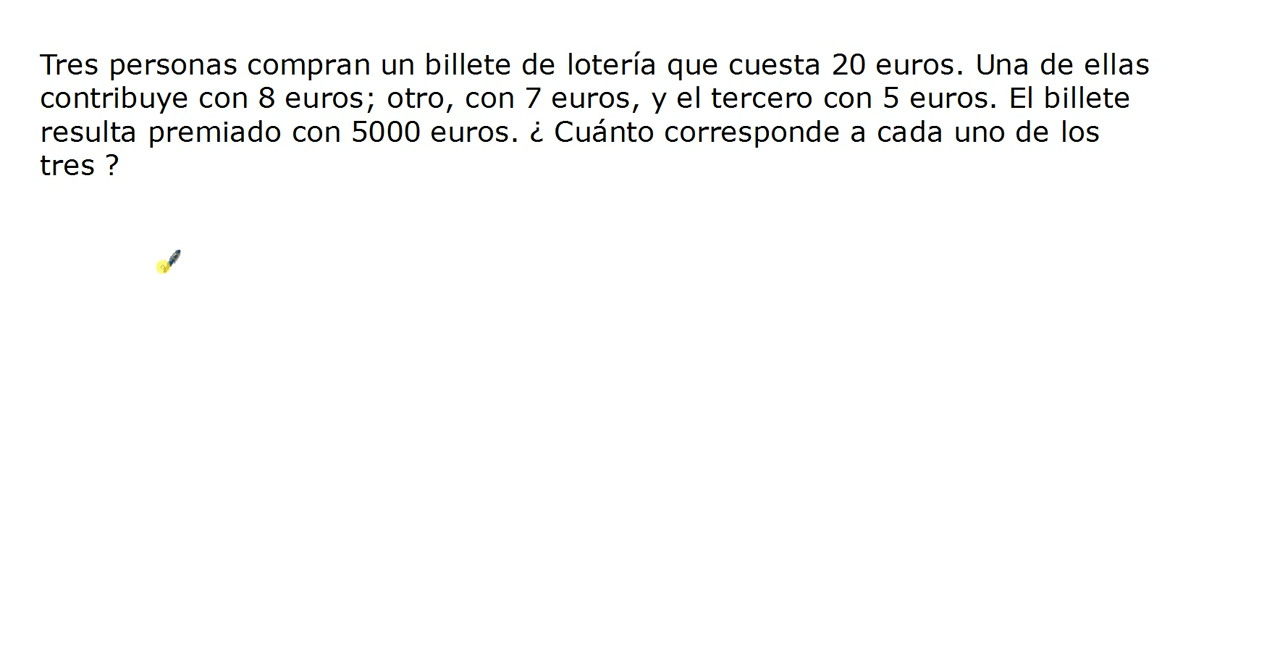 Tres personas compran un billete de lotería que cuesta 20 euros. Una de ellas
contribuye con 8 euros; otro, con 7 euros, y el tercero con 5 euros. El billete
resulta premiado con 5000 euros. ¿ Cuánto corresponde a cada uno de los
tres ?